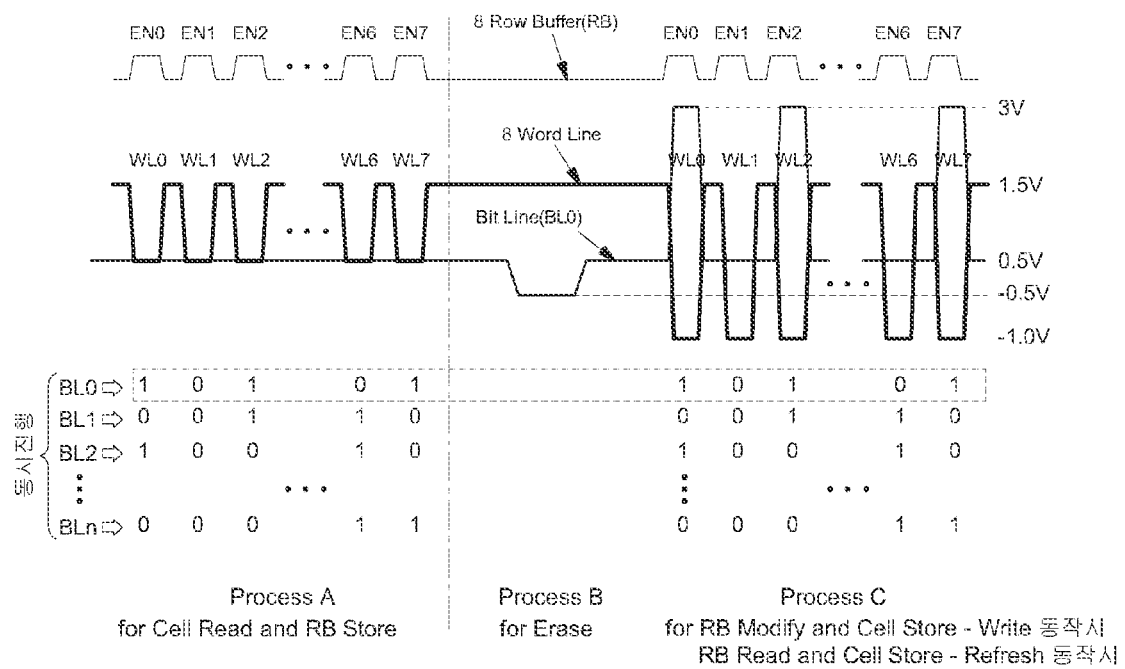 8 Row Buffer(RB)
EN0 EN1 EN2 EN6 EN7 EN0 EN1 EN2 EN6 EN7
3V
8 Word Line
WL0 WL1 WL2 WL6 WL7 WL0 WL1 WL2 WL6 WL7
1.5V
Bit Line(BL0)
0.5V
-0.5V
-1.0V
동시진행
BL0 ⇨ 1 0 1 0 1 1 0 1 0 1
BL1 ⇨ 0 0 1 1 0 0 0 1 1 0
BL2 ⇨ 1 0 0 1 0 1 0 0 1 0
BLn ⇨ 0 0 0 1 1 0 0 0 1 1
Process A Process B Process C
for Cell Read and RB Store for Erase for RB Modify and Cell Store - Write 동작시
RB Read and Cell Store - Refresh 동작시